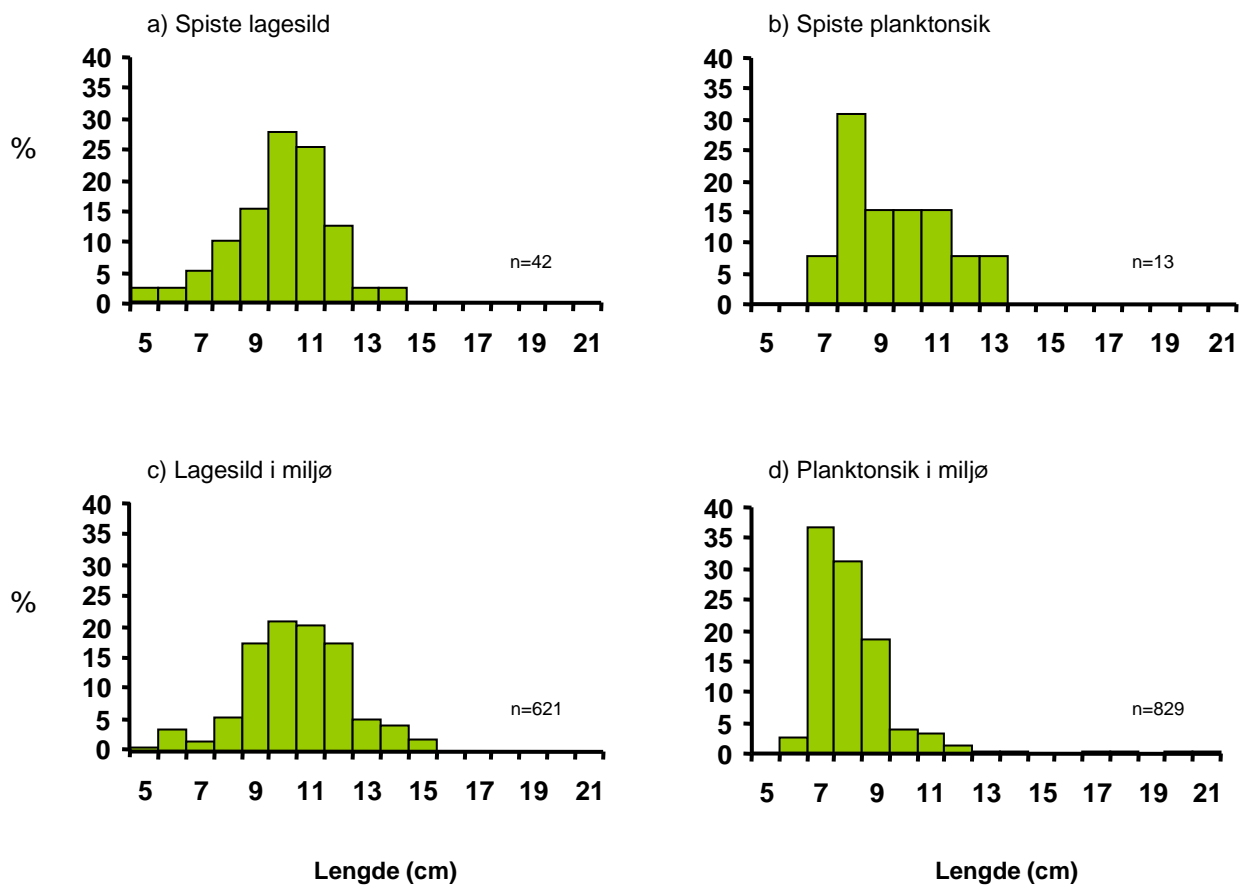 a) Spiste lagesild
40
35
30
25
20
15
10
5
0
%
n=42
5 7 9 11 13 15 17 19 21
b) Spiste planktonsik
40
35
30
25
20
15
10
5
0
n=13
5 7 9 11 13 15 17 19 21
c) Lagesild i miljø
40
35
30
25
20
15
10
5
0
%
n=621
5 7 9 11 13 15 17 19 21
Lengde (cm)
d) Planktonsik i miljø
40
35
30
25
20
15
10
5
0
n=829
5 7 9 11 13 15 17 19 21
Lengde (cm)